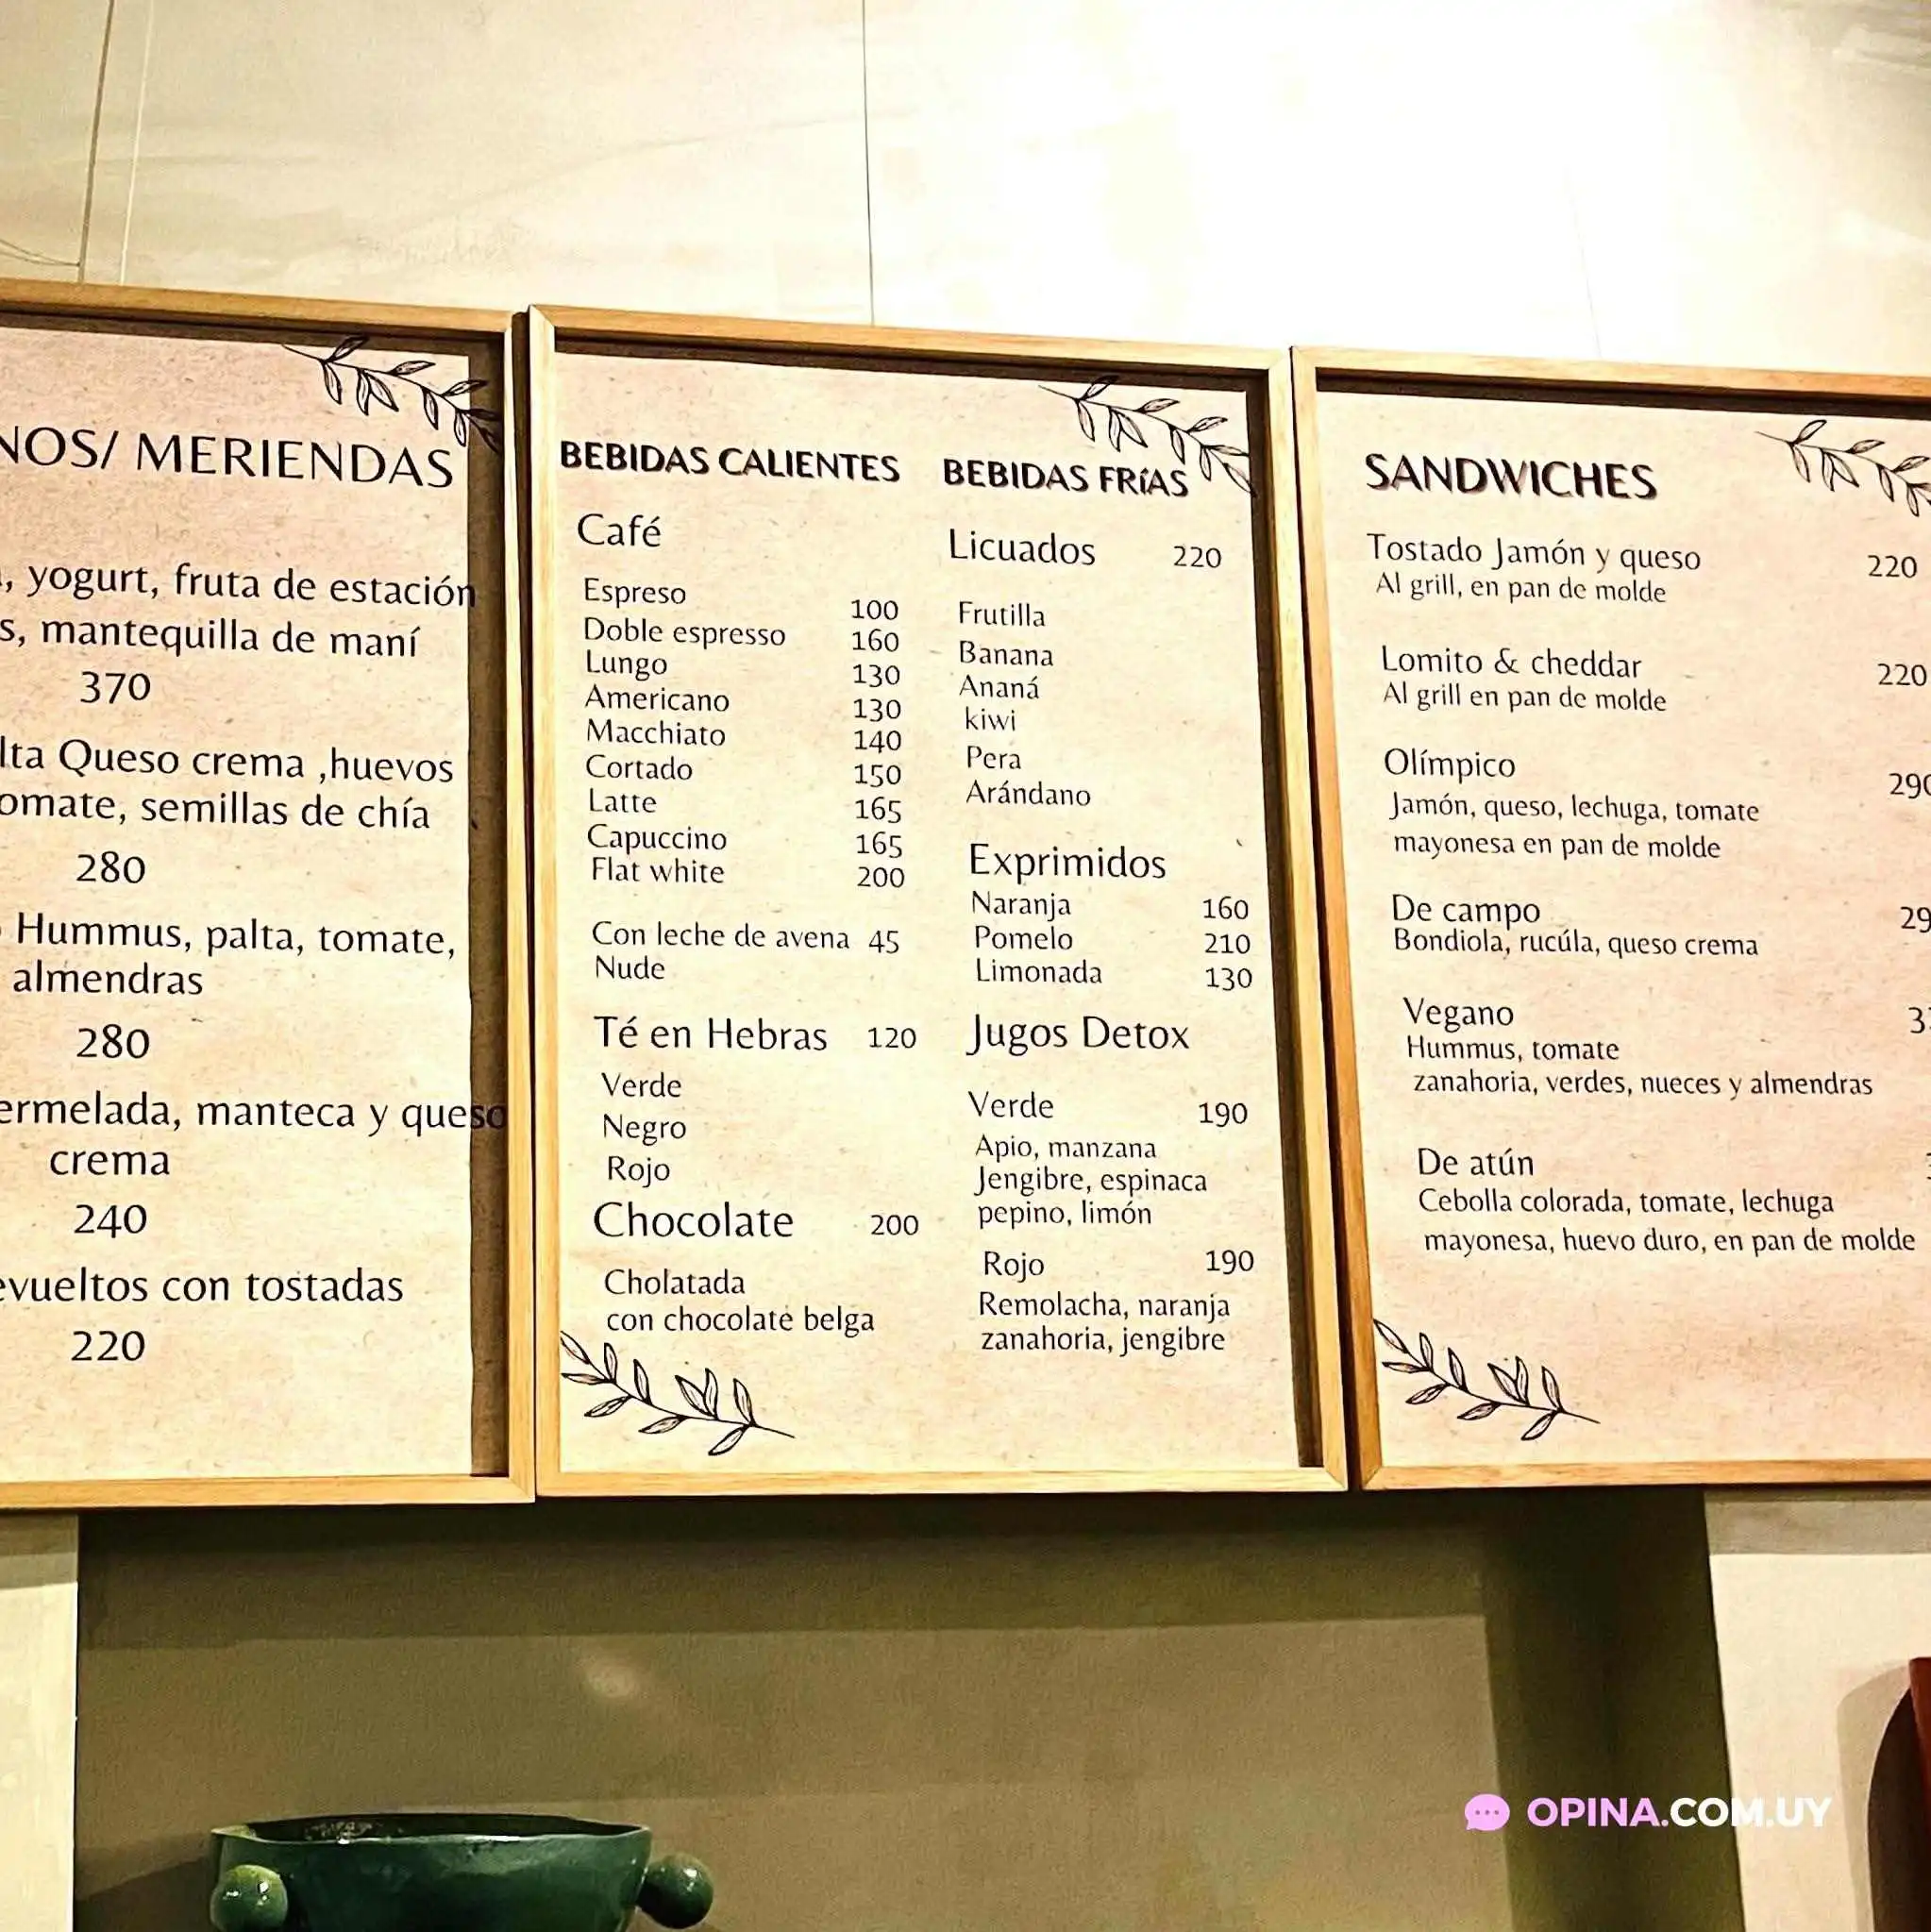 MERIENDAS
yogurt, fruta de estación
mantequilla de maní
370
Queso crema ,huevos
semillas de chía
280
Hummus, palta, tomate,
almendras
280
manteca y queso
crema
240
con tostadas
220
BEBIDAS CALIENTES
Café
Espreso 100
Doble espresso 160
Lungo 130
Americano 130
Macchiato 140
Cortado 150
Latte 165
Capuccino 165
Flat white 200
Con leche de avena 45
Nude
Té en Hebras 120
Verde
Negro
Rojo
Chocolate 200
Cholatada
con chocolate belga
BEBIDAS FRíAS
Licuados 220
Frutilla
Banana
Ananá
kiwi
Pera
Arándano
Exprimidos
Naranja 160
Pomelo 210
Limonada 130
Jugos Detox
Verde 190
Apio, manzana
Jengibre, espinaca
pepino, limón
Rojo 190
Remolacha, naranja
zanahoria, jengibre
SANDWICHES
Tostado Jamón y queso 220
Al grill, en pan de molde
Lomito & cheddar 220
Al grill en pan de molde
Olímpico 290
Jamón, queso, lechuga, tomate
mayonesa en pan de molde
De campo
Bondiola, rucúla, queso crema
Vegano
Hummus, tomate
zanahoria, verdes, nueces y almendras
De atún
Cebolla colorada, tomate, lechuga
mayonesa, huevo duro, en pan de molde
OPINA.COM.UY